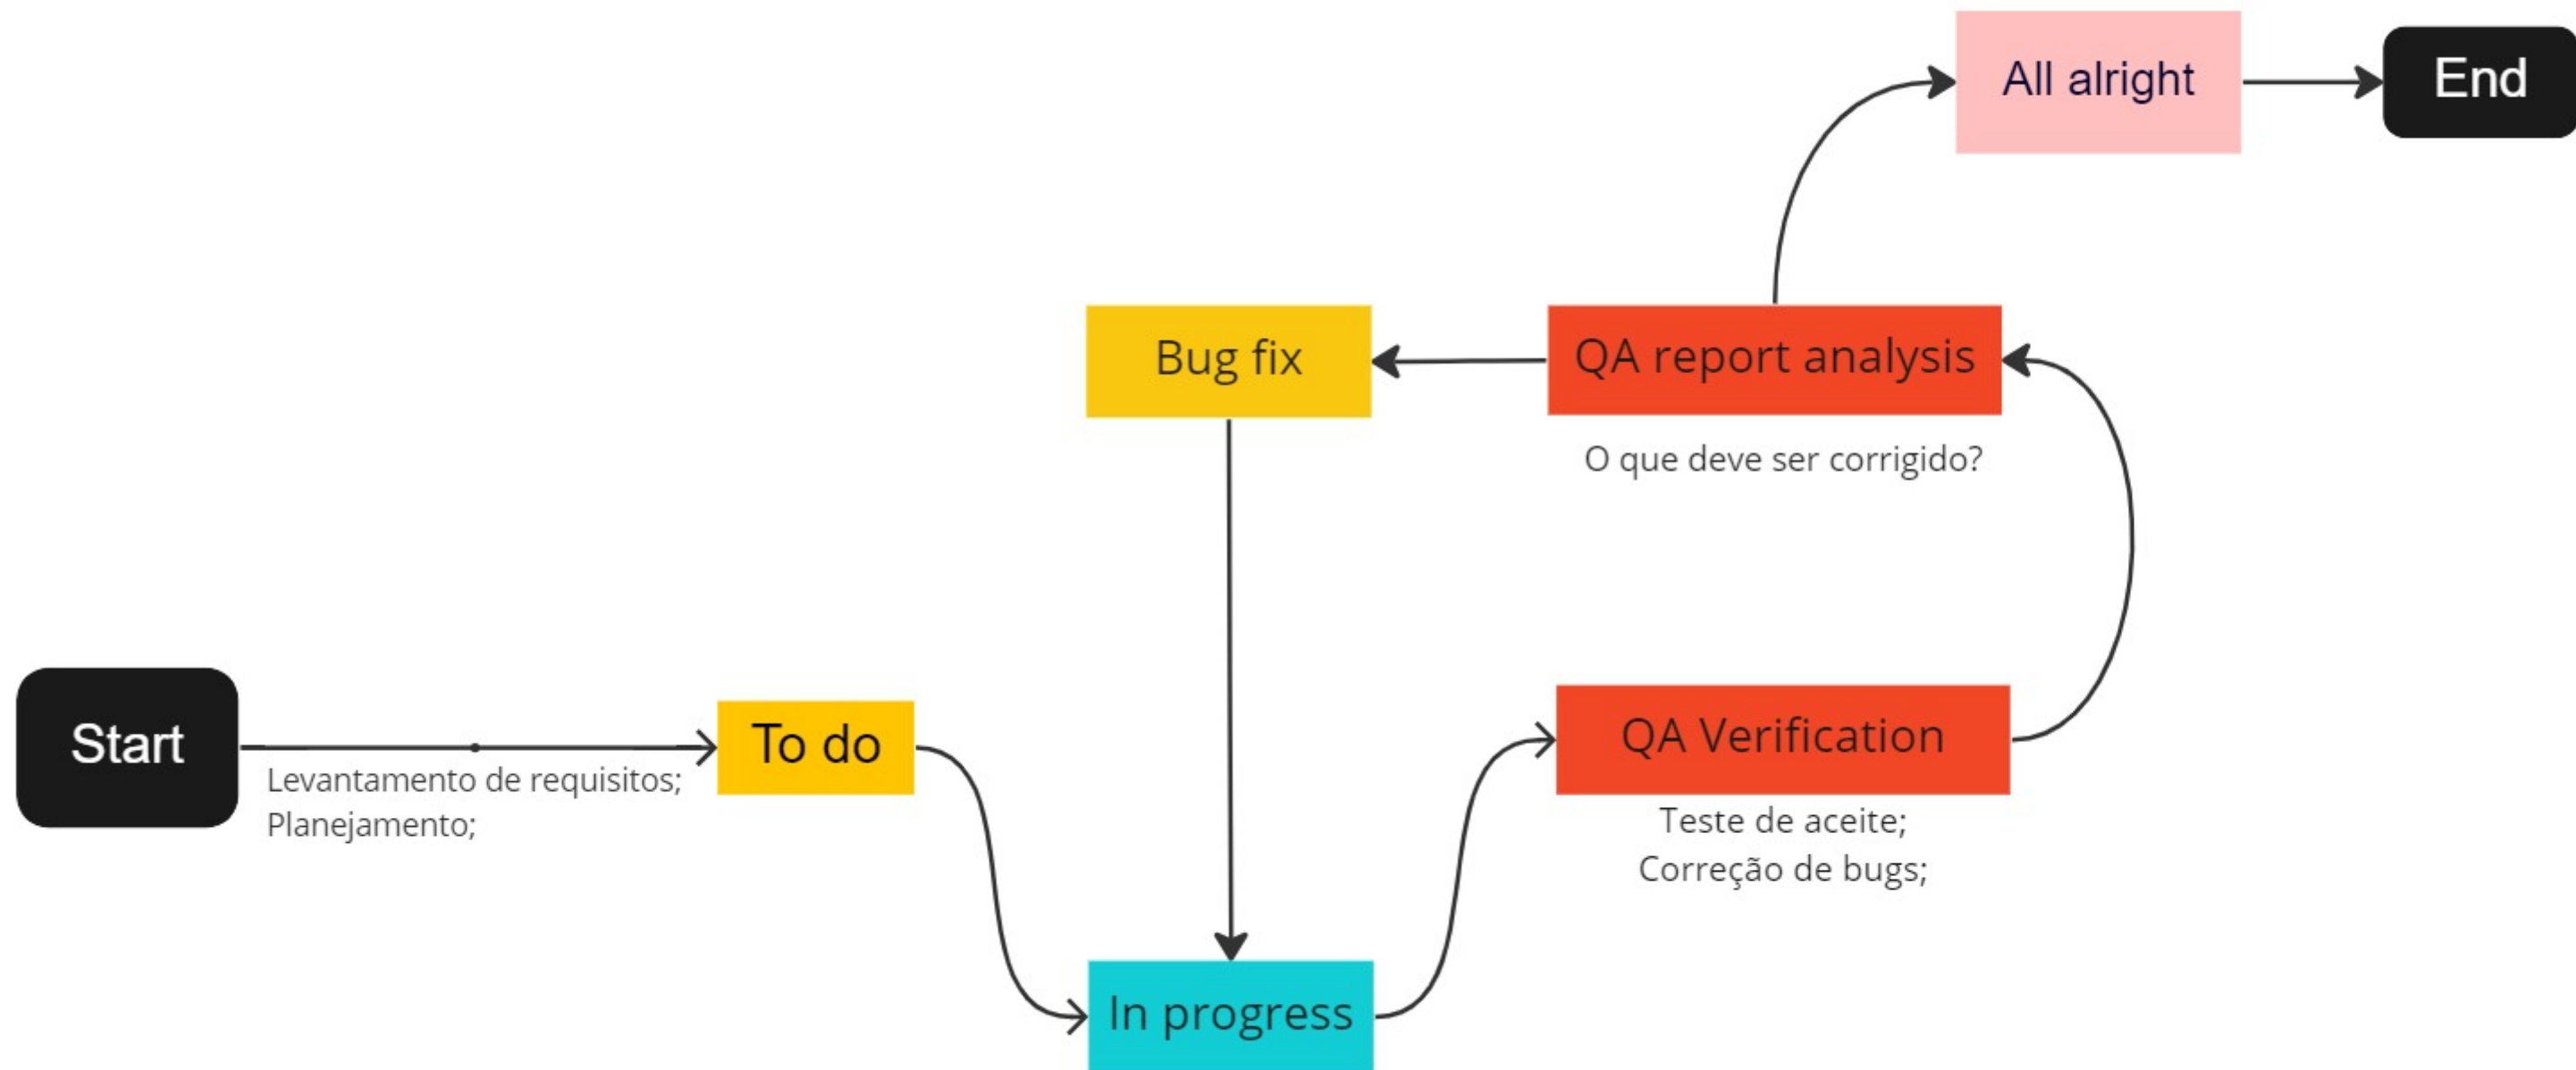 All alright
End
Bug fix
QA report analysis
O que deve ser corrigido?
Start
Levantamento de requisitos;
Planejamento;
To do
QA Verification
Teste de aceite;
Correção de bugs;
In progress